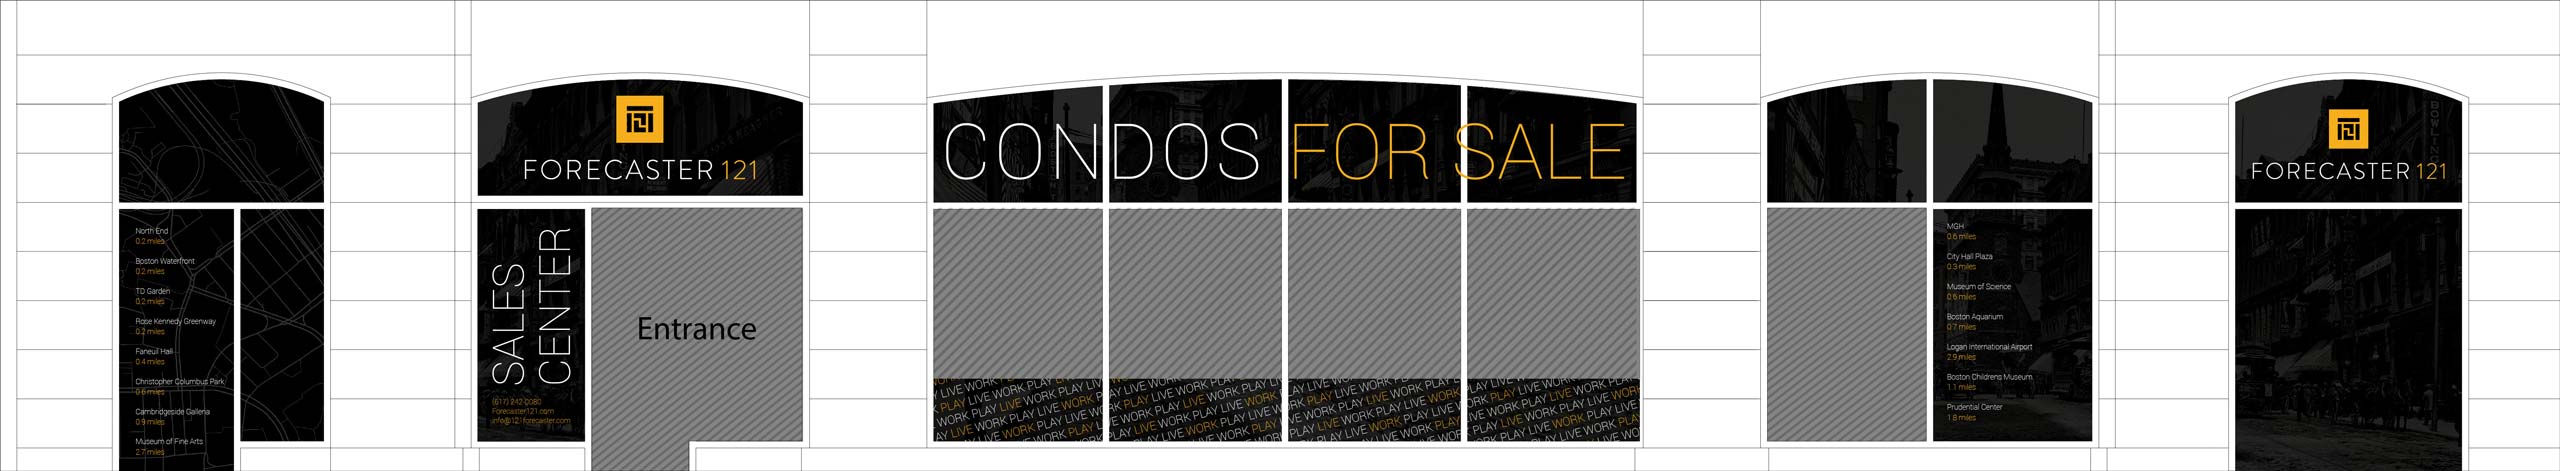 North End
0.2 miles
Boston Waterfront
0.2 miles
TD Garden
0.2 miles
Rose Kennedy Greenway
0.2 miles
Faneuil Hall
0.4 miles
Christopher Columbus Park
0.6 miles
Cambridgeside Galleria
0.9 miles
Museum of Fine Arts
2.7 miles
121
FORECASTER 121
SALES
CENTER
(617) 242-0080
Forecaster121.com
info@121forecaster.com
Entrance
CONDOS FOR SALE
LIVE WORK PLAY LIVE WORK PLAY
WORK PLAY LIVE WORK PLAY LIVE
PLAY LIVE WORK PLAY LIVE WORK
MGH
0.6 miles
City Hall Plaza
0.3 miles
Museum of Science
0.6 miles
Boston Aquarium
0.7 miles
Logan International Airport
2.9 miles
Boston Childrens Museum
1.1 miles
Prudential Center
1.8 miles
BOWLIN
121
FORECASTER 121